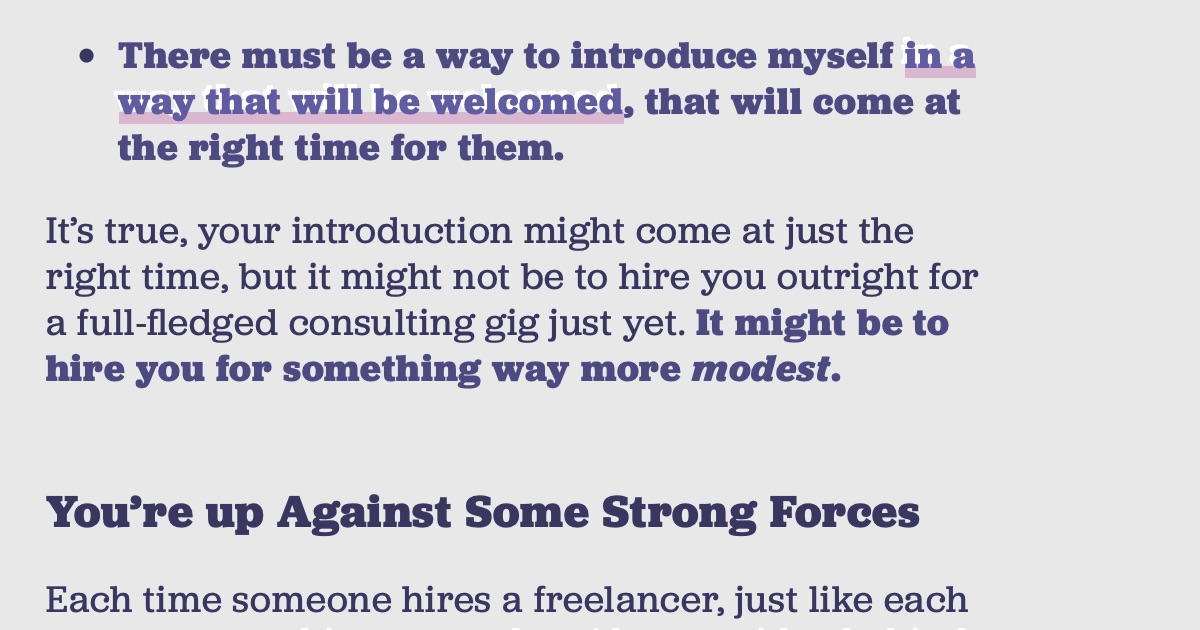 • There must be a way to introduce myself in a
way that will be welcomed, that will come at
the right time for them.
It’s true, your introduction might come at just the
right time, but it might not be to hire you outright for
a full-fledged consulting gig just yet. It might be to
hire you for something way more modest.
You’re up Against Some Strong Forces
Each time someone hires a freelancer, just like each